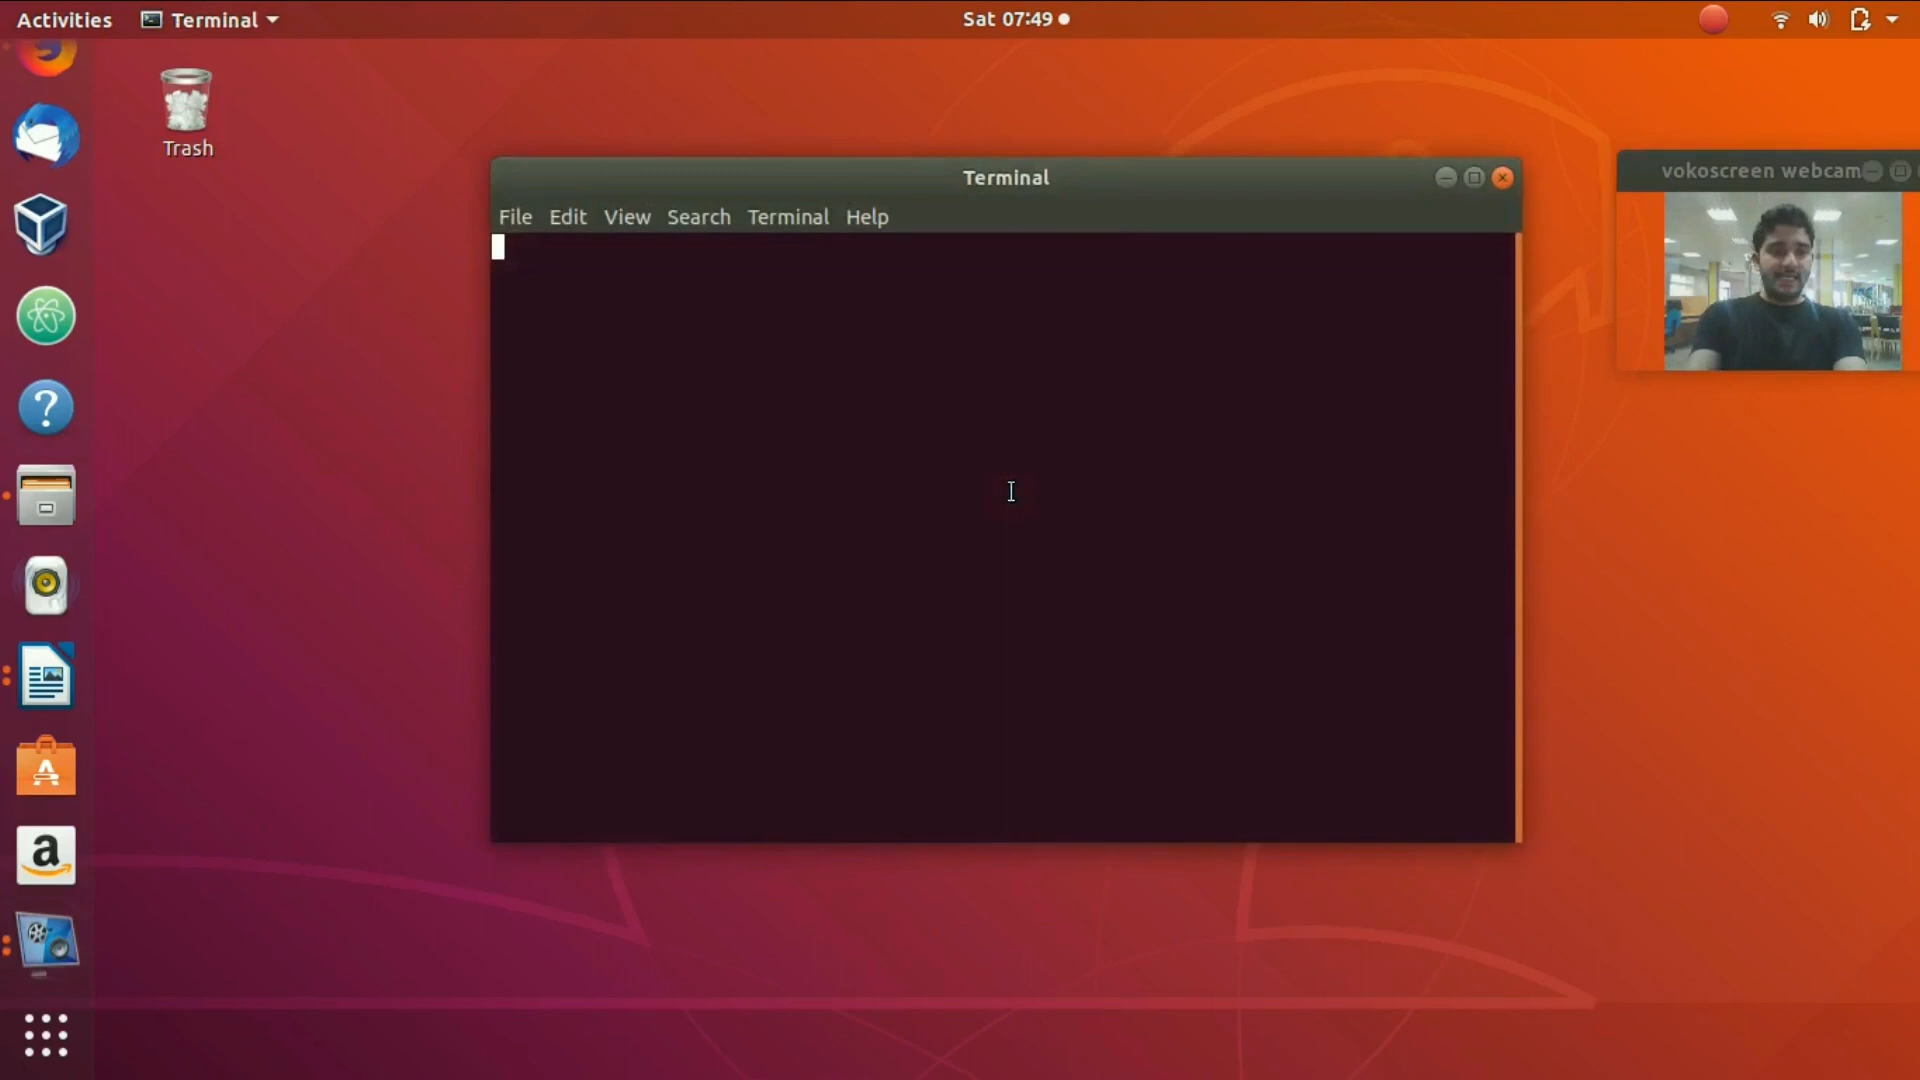 Activities Terminal Sat 07:49
Trash
Terminal
File Edit View Search Terminal Help
vokoscreen webcam